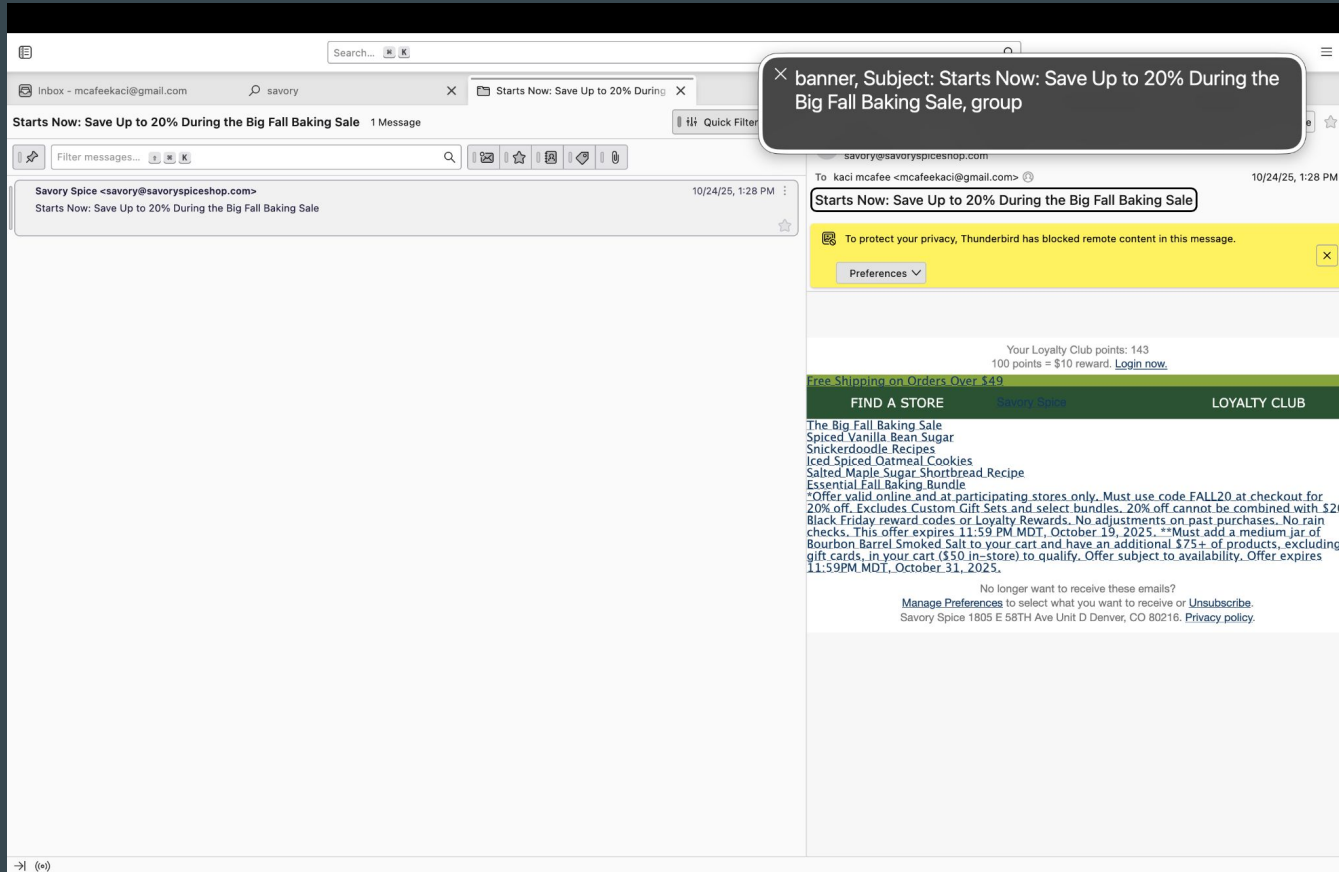 Search... ⌘ K
banner, Subject: Starts Now: Save Up to 20% During the
Big Fall Baking Sale, group
Inbox - mcafeekaci@gmail.com
savory
Starts Now: Save Up to 20% During
Starts Now: Save Up to 20% During the Big Fall Baking Sale 1 Message
Quick Filter
Filter messages... ⇧ ⌘ K
Savory Spice <savory@savoryspiceshop.com>
10/24/25, 1:28 PM
Starts Now: Save Up to 20% During the Big Fall Baking Sale
savory@savoryspiceshop.com
To kaci mcafee <mcafeekaci@gmail.com>
10/24/25, 1:28 PM
Starts Now: Save Up to 20% During the Big Fall Baking Sale
To protect your privacy, Thunderbird has blocked remote content in this message.
Preferences
Your Loyalty Club points: 143
100 points = $10 reward. Login now.
Free Shipping on Orders Over $49
FIND A STORE
Savory Spice
LOYALTY CLUB
The Big Fall Baking Sale
Spiced Vanilla Bean Sugar
Snickerdoodle Recipes
Iced Spiced Oatmeal Cookies
Salted Maple Sugar Shortbread Recipe
Essential Fall Baking Bundle
*Offer valid online and at participating stores only. Must use code FALL20 at checkout for
20% off. Excludes Custom Gift Sets and select bundles. 20% off cannot be combined with
Black Friday reward codes or Loyalty Rewards. No adjustments on past purchases. No rain
checks. This offer expires 11:59 PM MDT, October 19, 2025. **Must add a medium jar of
Bourbon Barrel Smoked Salt to your cart and have an additional $75+ of products, excluding
gift cards, in your cart ($50 in-store) to qualify. Offer subject to availability. Offer expires
11:59PM MDT, October 31, 2025.
No longer want to receive these emails?
Manage Preferences to select what you want to receive or Unsubscribe.
Savory Spice 1805 E 58TH Ave Unit D Denver, CO 80216. Privacy policy.